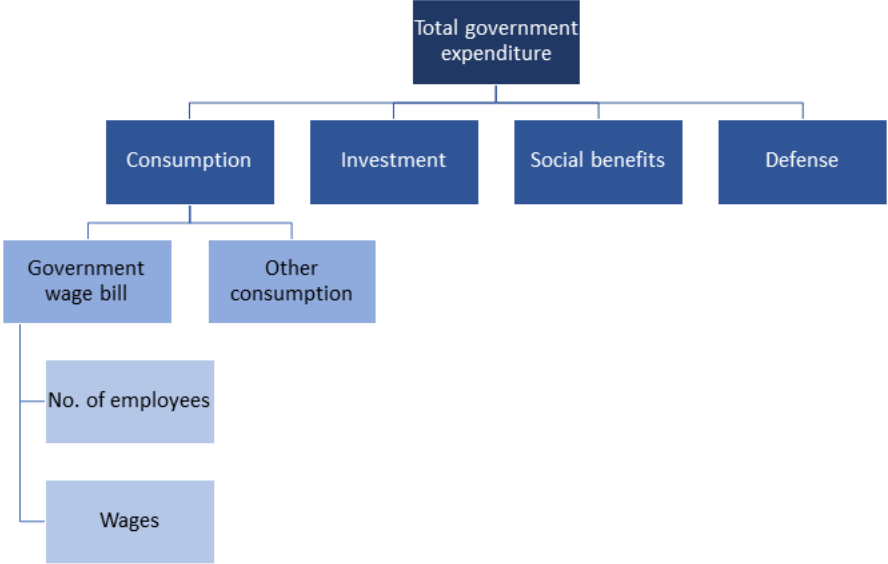 Total government
expenditure
Consumption
Investment
Social benefits
Defense
Government
wage bill
Other
consumption
No. of employees
Wages